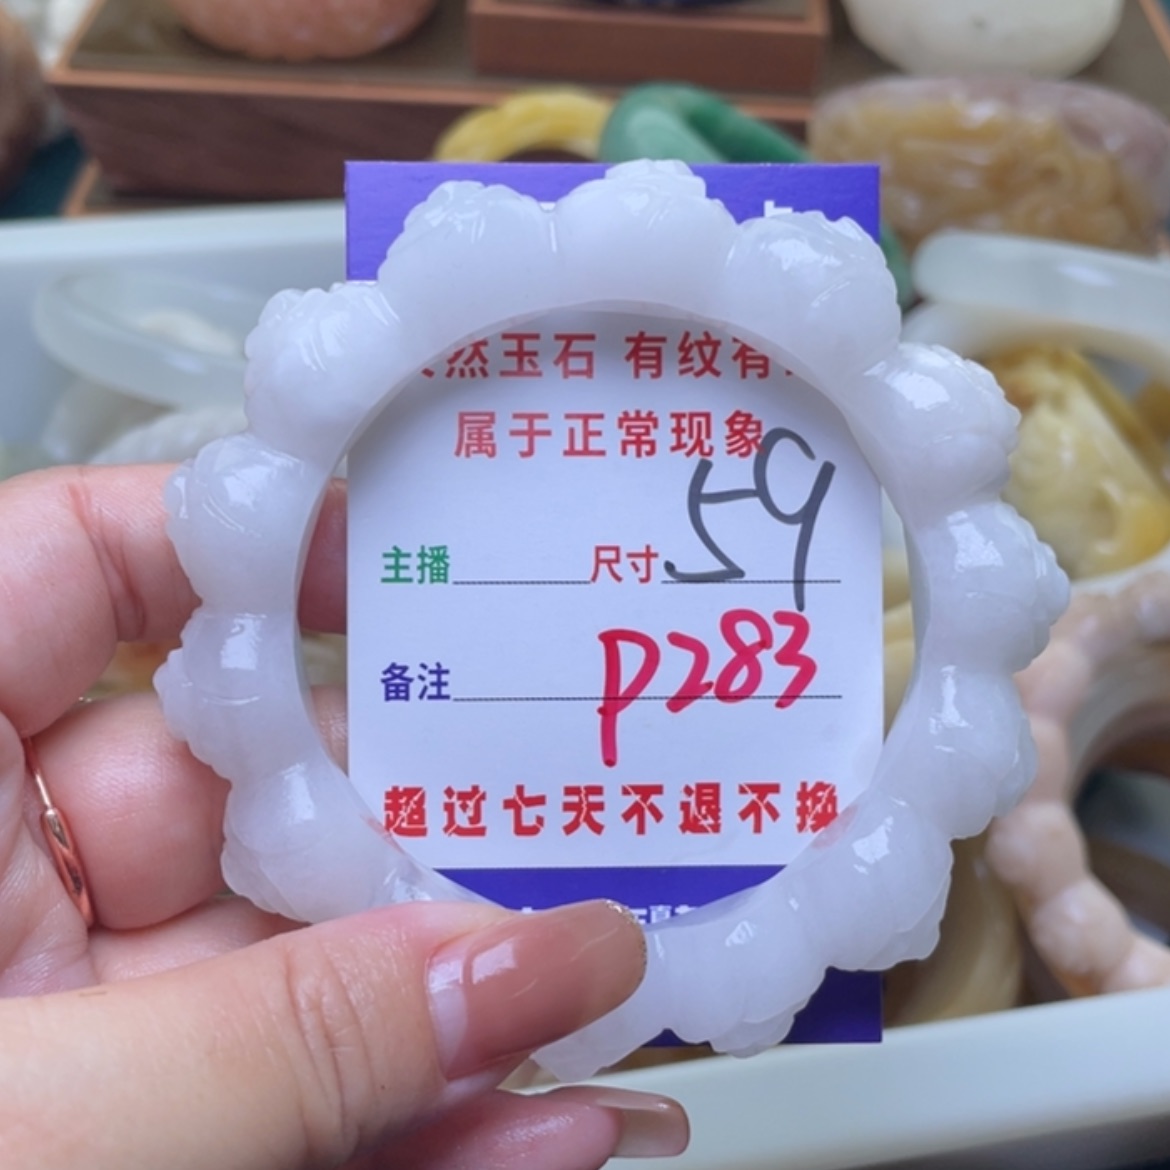 然玉石 有纹有
属于正常现象
主播 尺寸 59
备注 P283
超过七天不退不换